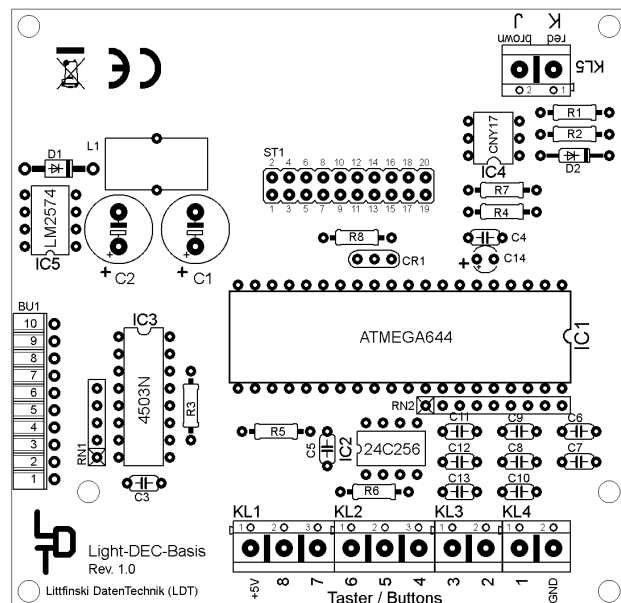 J K
brown red
KL5
2 1
CE
R1
R2
D2
CNY17
IC4
R7
R4
C4
+ + C14
L1
D1
LM2574
IC5
+ + C2
+ C1
ST1
2 4 6 8 10 12 14 16 18 20
1 3 5 7 9 11 13 15 17 19
R8
CR1
ATMEGA644
IC1
RN2
BU1
10
9
8
7
6
5
4
3
2
1
IC3
4503N
RN1
R3
C3
R5
C5
IC2
24C256
R6
C11 C9 C6
C12 C8 C7
C13 C10
KL1 KL2 KL3 KL4
1 2 3 1 2 3 1 2 1 2
+5V 8 7 6 5 4 3 2 1 GND
Taster / Buttons
LDT
Light-DEC-Basis
Rev. 1.0
Littfinski DatenTechnik (LDT)